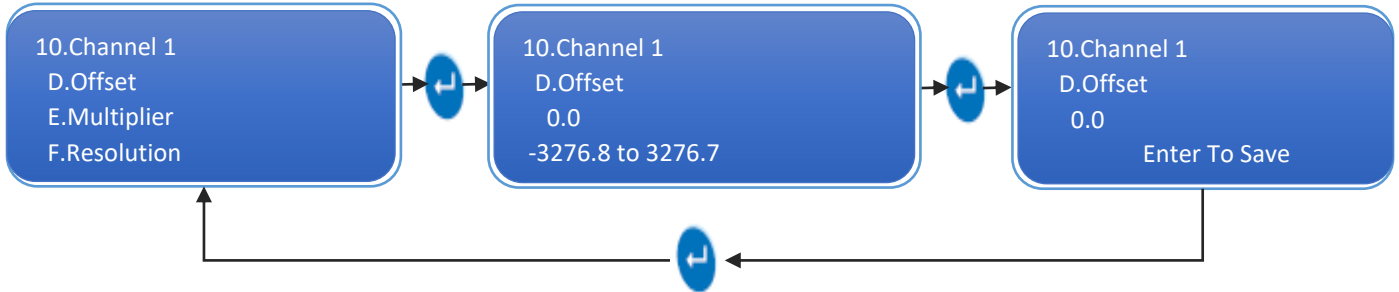 10.Channel 1
D.Offset
E.Multiplier
F.Resolution
10.Channel 1
D.Offset
0.0
-3276.8 to 3276.7
10.Channel 1
D.Offset
0.0
Enter To Save